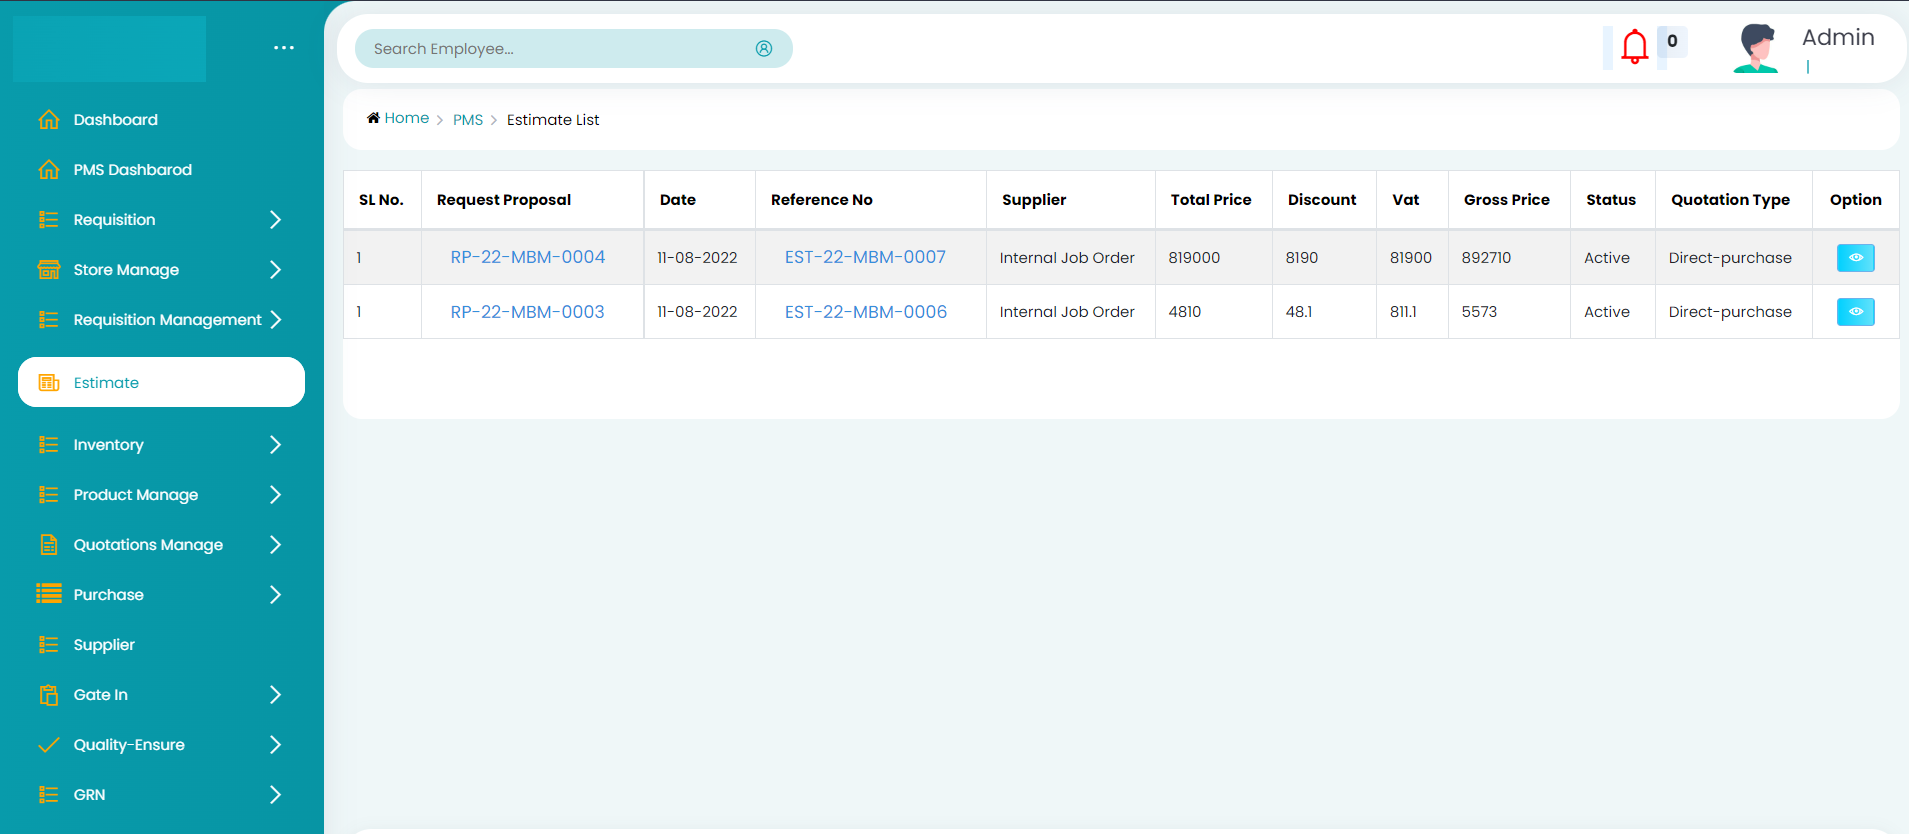 Search Employee...
0
Admin
Dashboard
PMS Dashbarod
Requisition
Store Manage
Requisition Management
Estimate
Inventory
Product Manage
Quotations Manage
Purchase
Supplier
Gate In
Quality-Ensure
GRN
Home > PMS > Estimate List
SL No. Request Proposal Date Reference No Supplier Total Price Discount Vat Gross Price Status Quotation Type Option
1 RP-22-MBM-0004 11-08-2022 EST-22-MBM-0007 Internal Job Order 819000 8190 81900 892710 Active Direct-purchase
1 RP-22-MBM-0003 11-08-2022 EST-22-MBM-0006 Internal Job Order 4810 48.1 811.1 5573 Active Direct-purchase